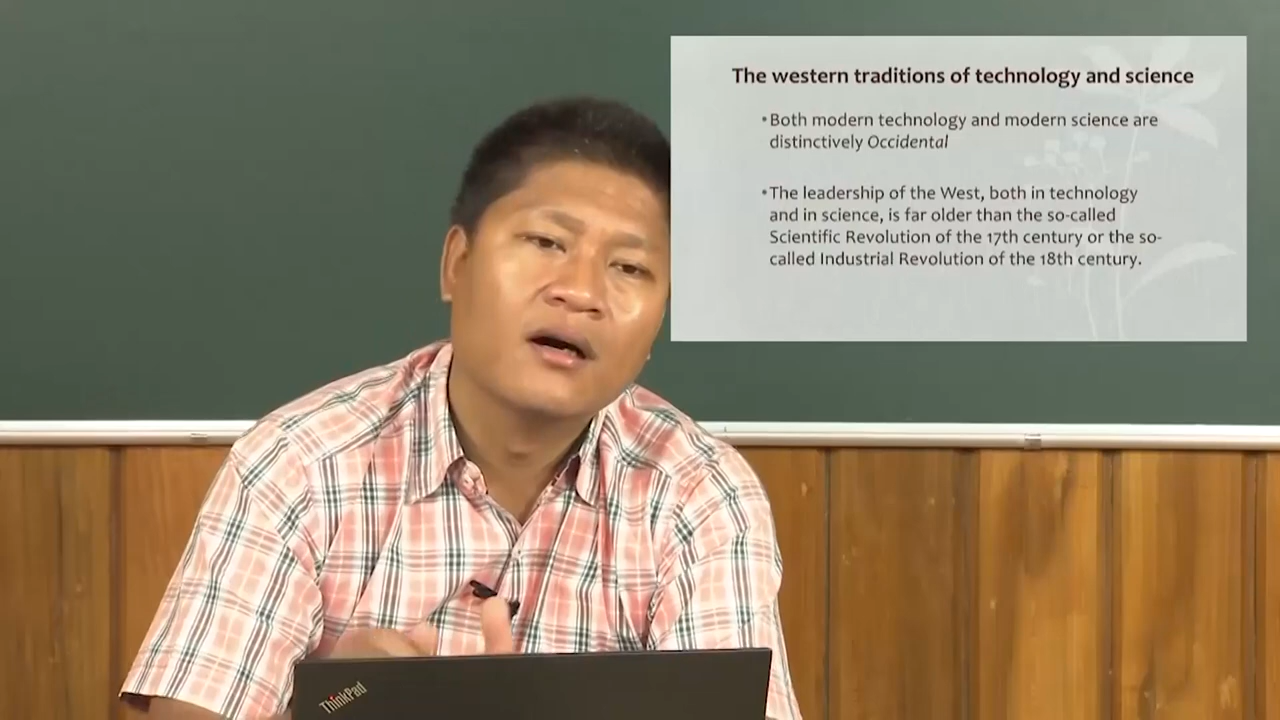 The western traditions of technology and science
•Both modern technology and modern science are
distinctively Occidental
•The leadership of the West, both in technology
and in science, is far older than the so-called
Scientific Revolution of the 17th century or the so-
called Industrial Revolution of the 18th century.
ThinkPad